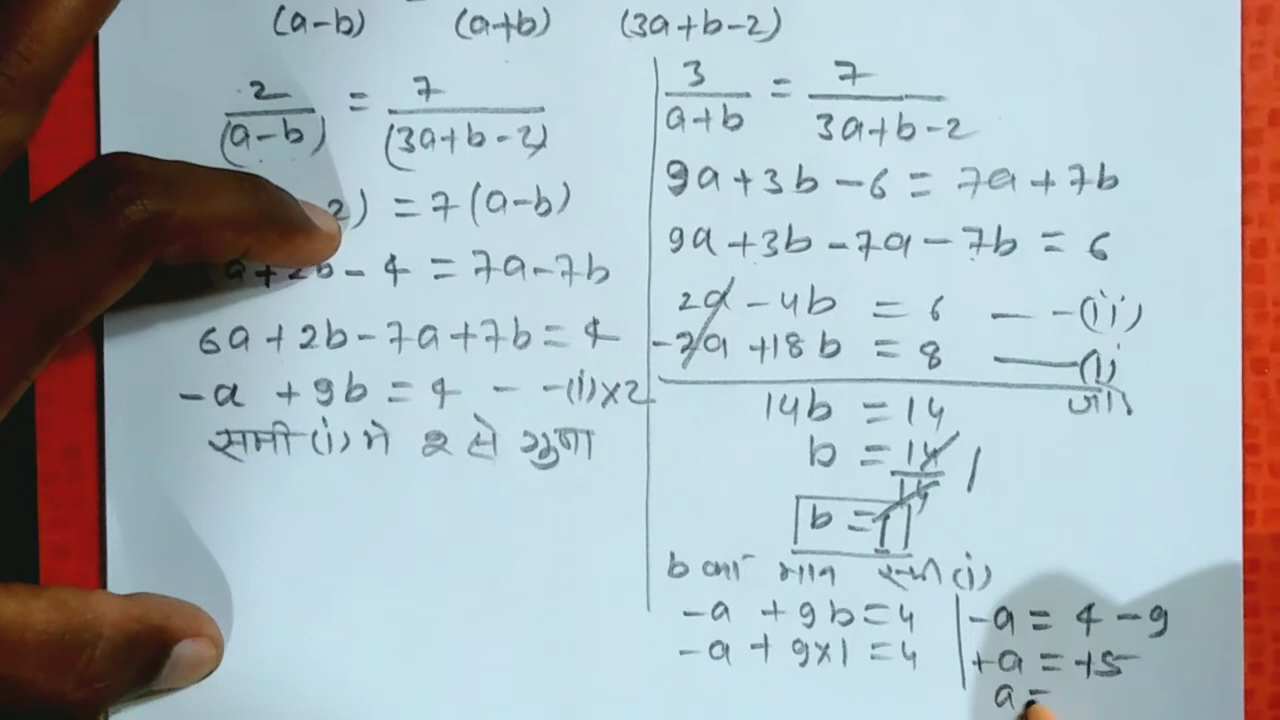 (a-b) (a+b) (3a+b-2)
2/(a-b) = 7/(3a+b-2)
2) = 7(a-b)
a+2b-4 = 7a-7b
6a+2b-7a+7b=4
-a +9b = 4 - -(i)×2
समी (i) में 2 से गुणा
3/a+b = 7/3a+b-2
9a+3b-6 = 7a+7b
9a+3b-7a-7b = 6
2a-4b = 6 — -(ii)
-2a+18b = 8 —(i)
14b = 14
b = 14/14 1
b = 1
b का मान समी (i)
-a +9b=4
-a + 9×1 =4
-a = 4-9
+a = +5
a =